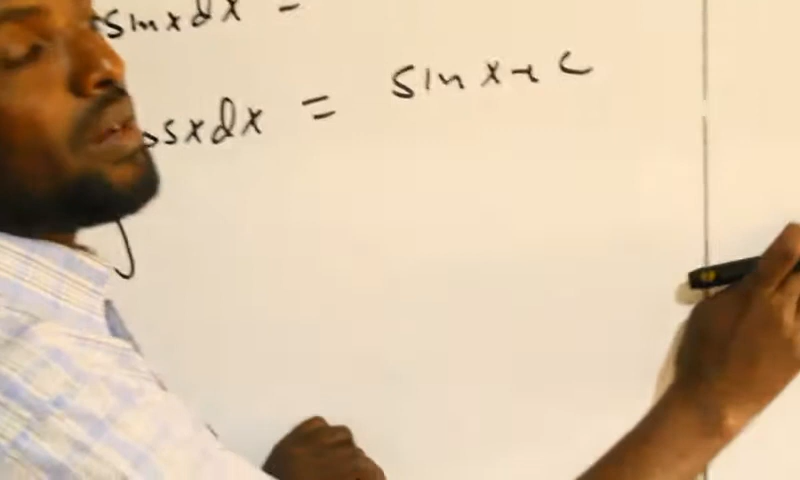 sin x dx =
os x dx = sin x + c